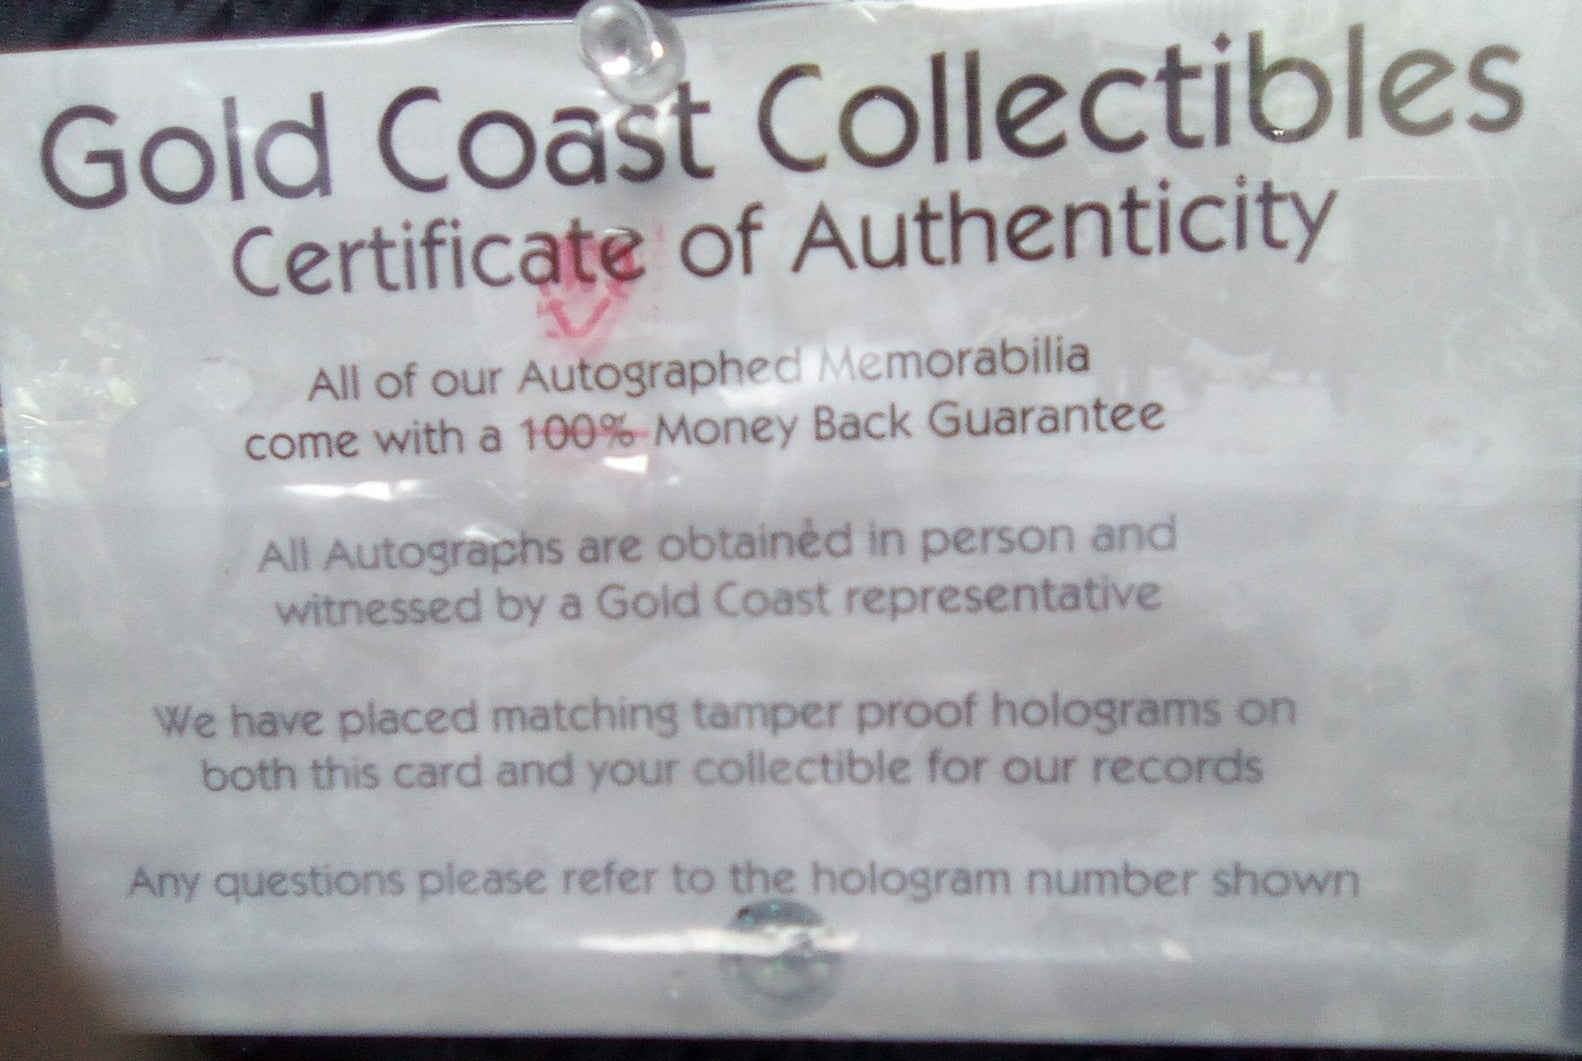 Gold Coast Collectibles
Certificate of Authenticity
All of our Autographed Memorabilia
come with a 100% Money Back Guarantee
All Autographs are obtained in person and
witnessed by a Gold Coast representative
We have placed matching tamper proof holograms on
both this card and your collectible for our records
Any questions please refer to the hologram number shown